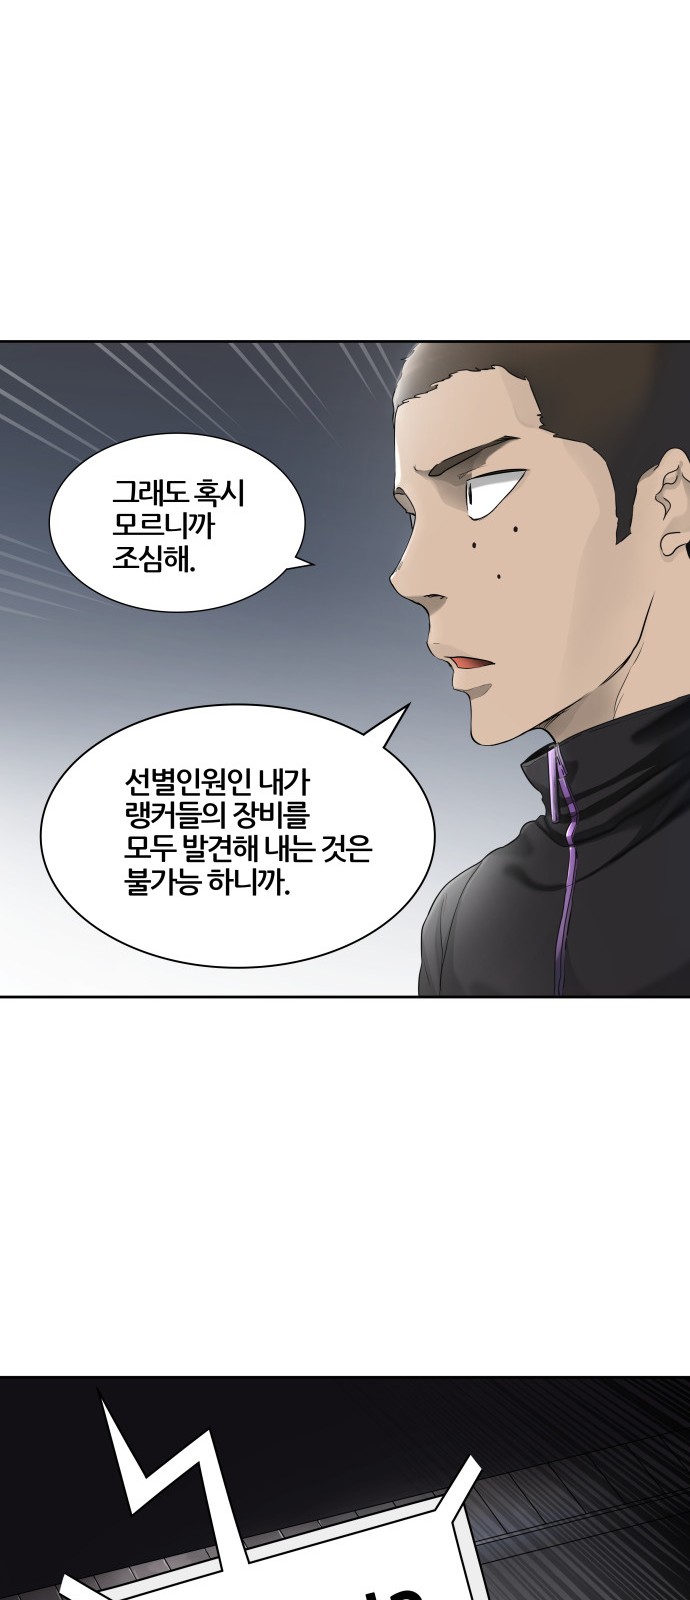 그래도 혹시
모르니까
조심해.
선별인원인 내가
랭커들의 장비를
모두 발견해 내는 것은
불가능 하니까.